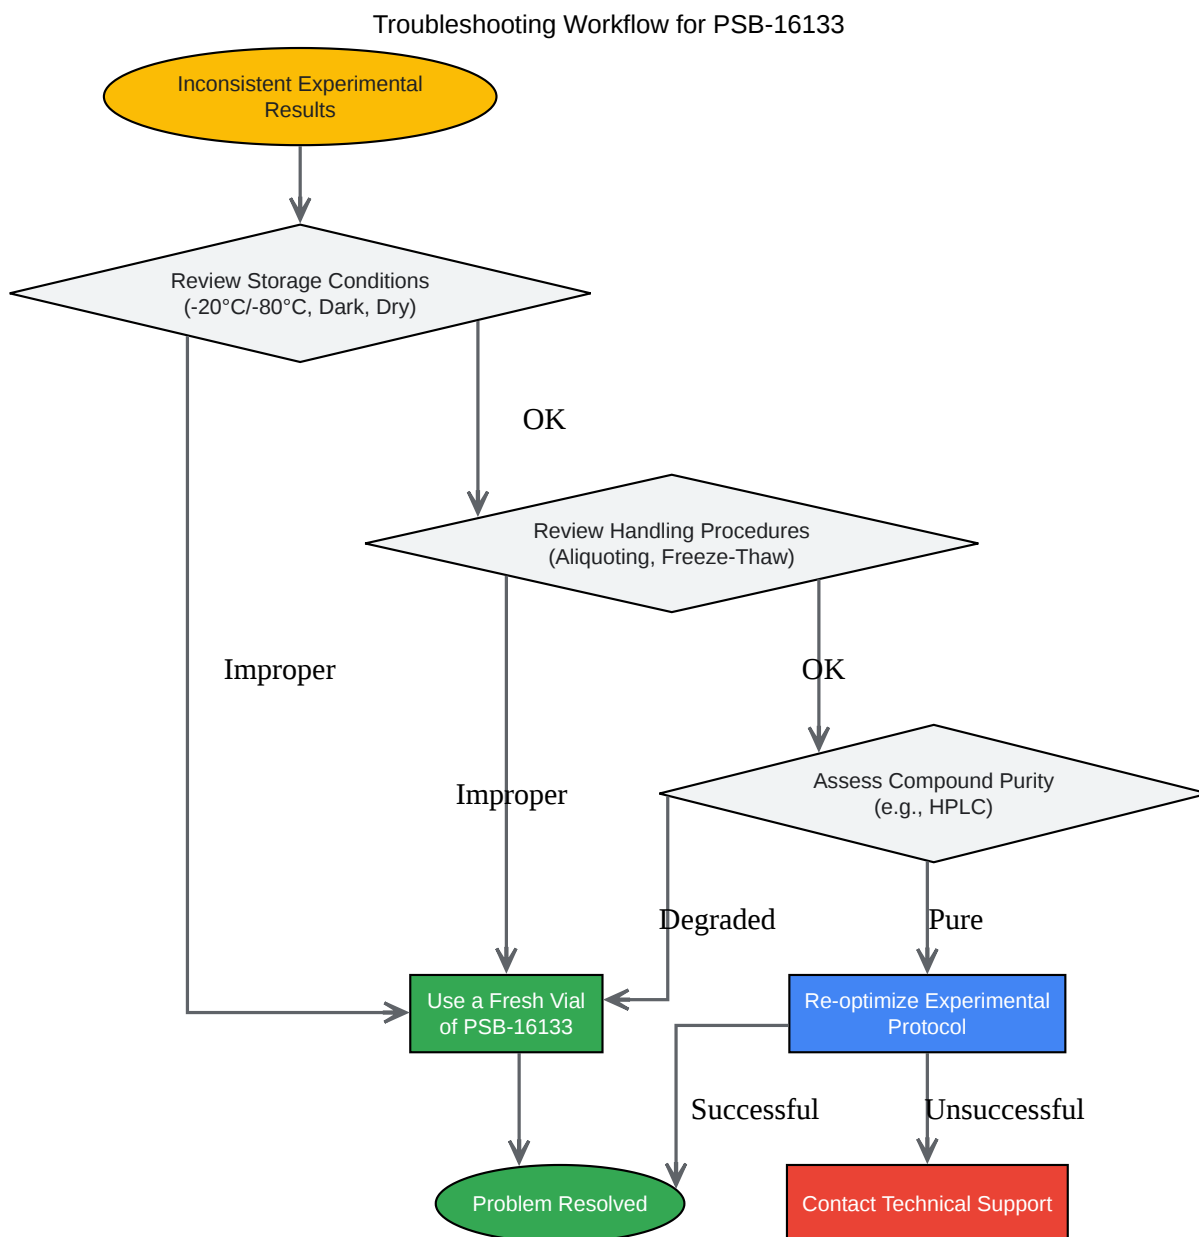 Troubleshooting Workflow for PSB-16133
Inconsistent Experimental
Results
Review Storage Conditions
(-20°C/-80°C, Dark, Dry)
OK
Review Handling Procedures
(Aliquoting, Freeze-Thaw)
Improper
OK
Improper
Assess Compound Purity
(e.g., HPLC)
Degraded
Pure
Use a Fresh Vial
of PSB-16133
Re-optimize Experimental
Protocol
Successful
Unsuccessful
Problem Resolved
Contact Technical Support